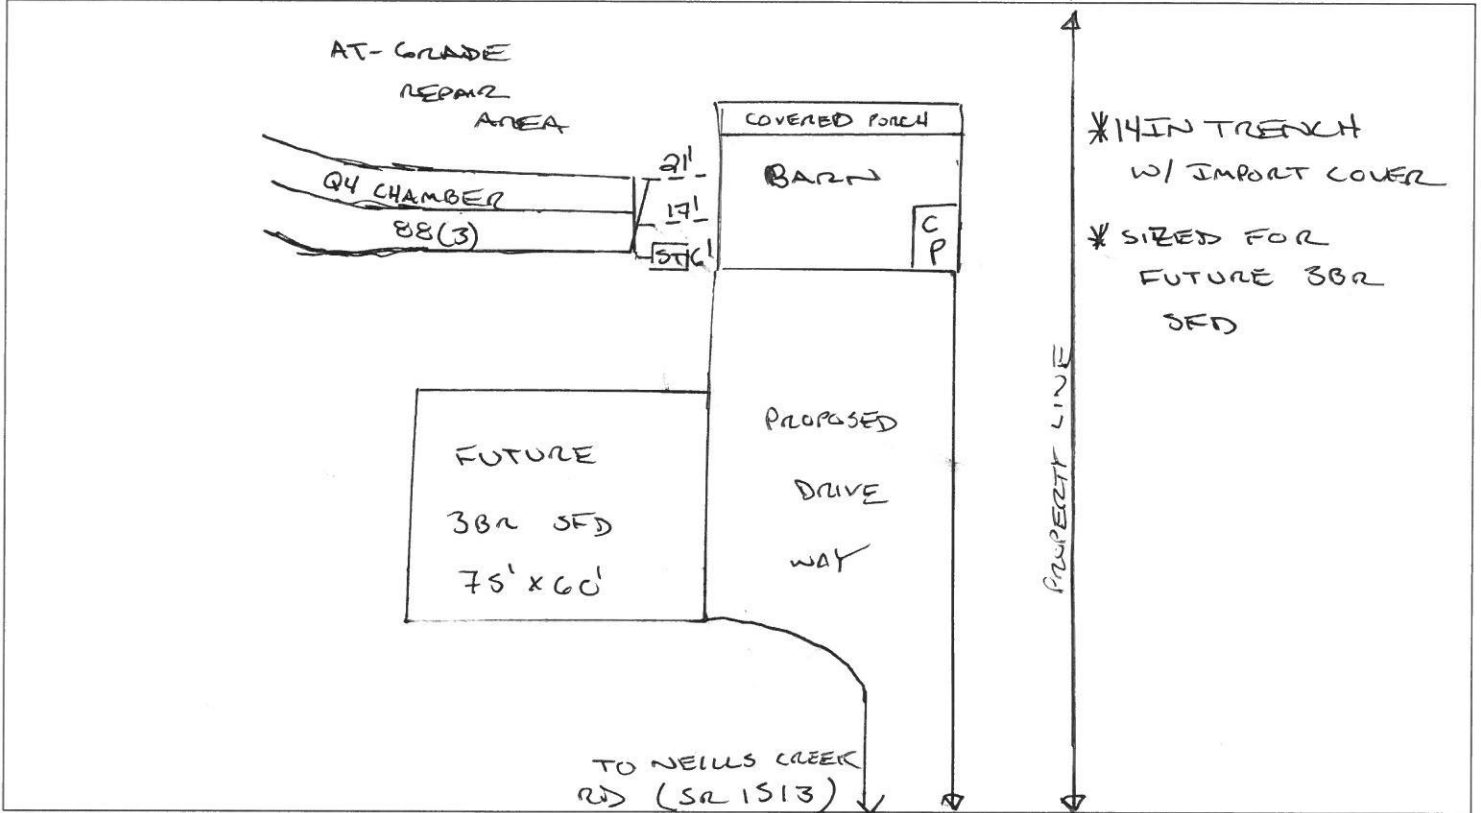 AT-GRADE
REPAIR
AREA
Q4 CHAMBER
88(3)
21'
17'
ST 6'
COVERED PORCH
BARN
C
P
*14IN TRENCH
W/ IMPORT COVER
* SIZED FOR
FUTURE 3BR
SFD
FUTURE
3BR SFD
75' x 60'
PROPOSED
DRIVE
WAY
PROPERTY LINE
TO NEILLS CREEK
RD (SR 1513)